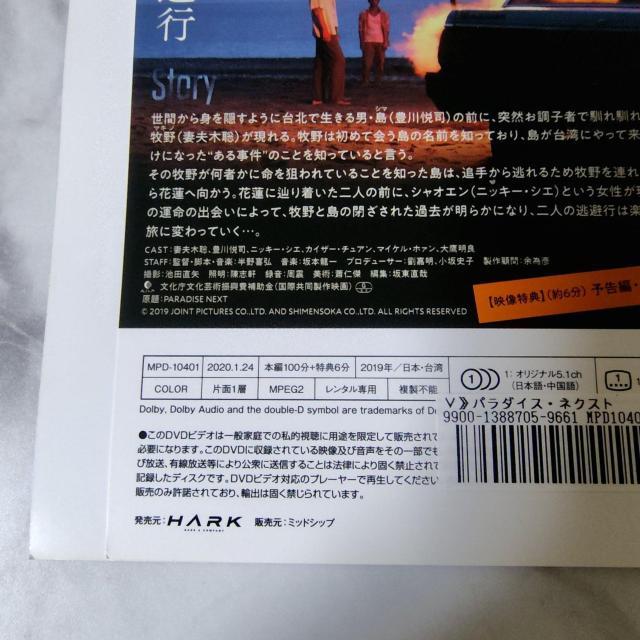 逃行
Story
世間から身を隠すように台北で生きる男・島(豊川悦司)の前に、突然お調子者で馴れ馴れ
シマ
牧野(妻夫木聡)が現れる。牧野は初めて会う島の名前を知っており、島が台湾にやって来
マキノ
けになった“ある事件”のことを知っていると言う。
その牧野が何者かに命を狙われていることを知った島は、追手から逃れるため牧野を連れ
ら花蓮へ向かう。花蓮に辿り着いた二人の前に、シャオエン(ニッキー・シエ)という女性が
の運命の出会いによって、牧野と島の閉ざされた過去が明らかになり、二人の逃避行は楽
旅に変わっていく…。
CAST:妻夫木聡、豊川悦司、ニッキー・シエ、カイザー・チュアン、マイケル・ホァン、大鷹明良
STAFF:監督・脚本・音楽:半野喜弘 音楽:坂本龍一 プロデューサー:劉嘉明、小坂史子 製作顧問:余為彦
撮影:池田直矢 照明:陳志軒 録音:周震 美術:蕭仁傑 編集:坂東直哉
文化庁文化芸術振興費補助金(国際共同製作映画)
原題:PARADISE NEXT
© 2019 JOINT PICTURES CO.,LTD. AND SHIMENSOKA CO.,LTD. ALL RIGHTS RESERVED
【映像特典】(約6分) 予告編・
MPD-10401 2020.1.24 本編100分+特典6分 2019年/日本・台湾
COLOR 片面1層 MPEG2 レンタル専用 複製不能
1:オリジナル5.1ch
(日本語・中国語)
Dolby, Dolby Audio and the double-D symbol are trademarks of Do
V》パラダイス・ネクスト
9900-1388705-9661 MPD1040
●このDVDビデオは一般家庭での私的視聴に用途を限定して販売されて
必要になります。このDVDに収録されている映像及び音声をその一部でも
び放送、有線放送等により公衆に送信することは法律により固く禁止されて
記録したディスクです。DVDビデオ対応のプレーヤーで再生してください
販売のみ許諾されており、輸出は固く禁じられています。
発売元:HARK 販売元:ミッドシップ